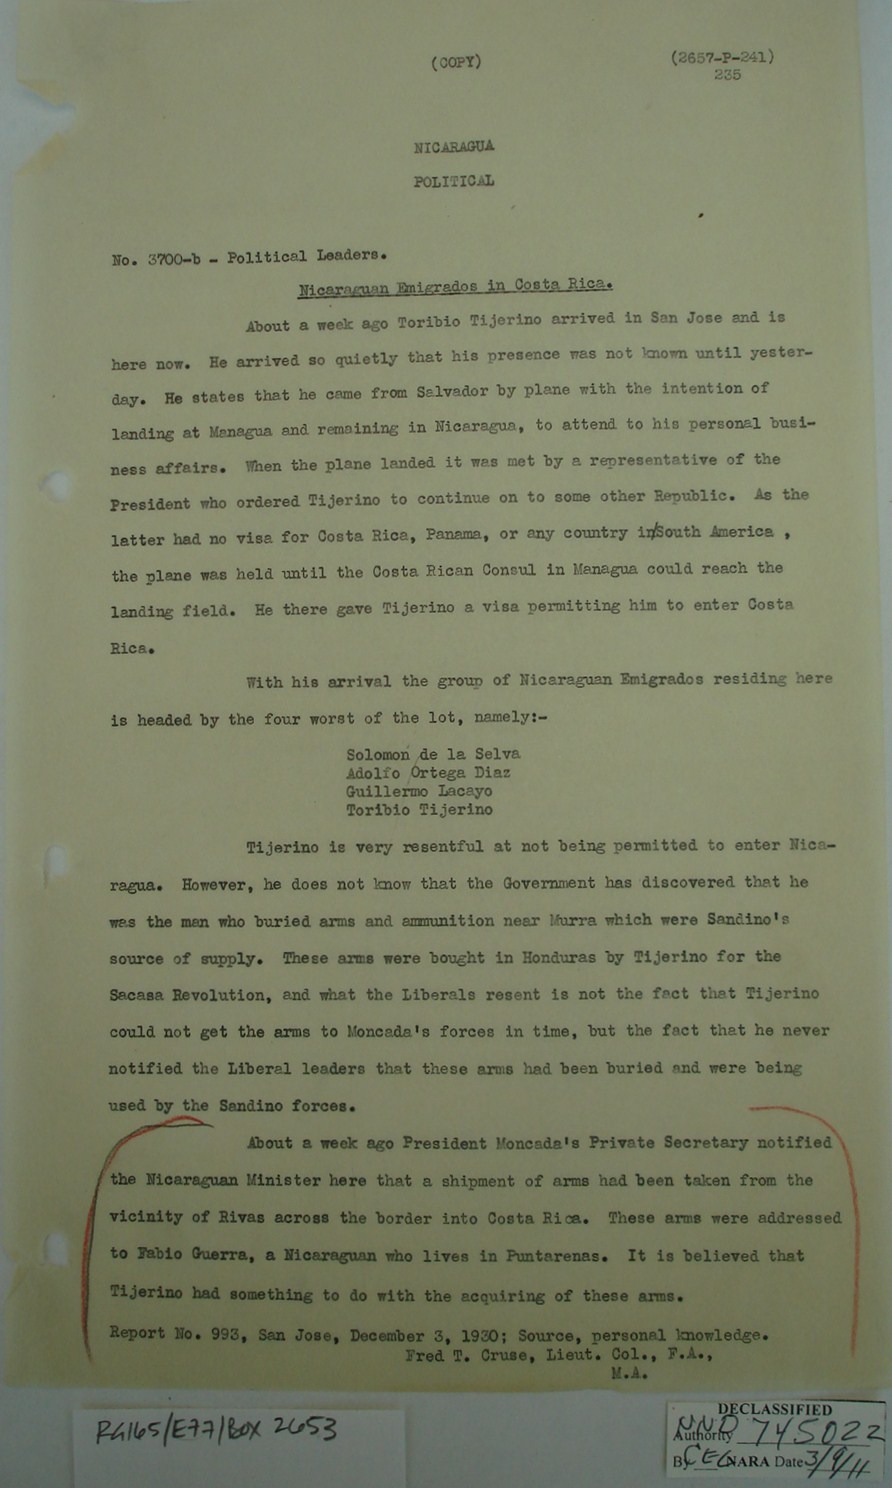 (COPY)
(2657-P-241)
235
NICARAGUA
POLITICAL
No. 3700-b - Political Leaders.
Nicaraguan Emigrados in Costa Rica.
About a week ago Toribio Tijerino arrived in San Jose and is
here now. He arrived so quietly that his presence was not known until yester-
day. He states that he came from Salvador by plane with the intention of
landing at Managua and remaining in Nicaragua, to attend to his personal busi-
ness affairs. When the plane landed it was met by a representative of the
President who ordered Tijerino to continue on to some other Republic. As the
latter had no visa for Costa Rica, Panama, or any country in/South America ,
the plane was held until the Costa Rican Consul in Managua could reach the
landing field. He there gave Tijerino a visa permitting him to enter Costa
Rica.
With his arrival the group of Nicaraguan Emigrados residing here
is headed by the four worst of the lot, namely:-
Solomon de la Selva
Adolfo Ortega Diaz
Guillermo Lacayo
Toribio Tijerino
Tijerino is very resentful at not being permitted to enter Nica-
ragua. However, he does not know that the Government has discovered that he
was the man who buried arms and ammunition near Murra which were Sandino's
source of supply. These arms were bought in Honduras by Tijerino for the
Sacasa Revolution, and what the Liberals resent is not the fact that Tijerino
could not get the arms to Moncada's forces in time, but the fact that he never
notified the Liberal leaders that these arms had been buried and were being
used by the Sandino forces.
About a week ago President Moncada's Private Secretary notified
the Nicaraguan Minister here that a shipment of arms had been taken from the
vicinity of Rivas across the border into Costa Rica. These arms were addressed
to Fabio Guerra, a Nicaraguan who lives in Puntarenas. It is believed that
Tijerino had something to do with the acquiring of these arms.
Report No. 993, San Jose, December 3, 1930; Source, personal knowledge.
Fred T. Cruse, Lieut. Col., F.A.,
M.A.
RG165/E77/BOX 2653
DECLASSIFIED
Authority NND 745022
By CEG NARA Date 3/9/11